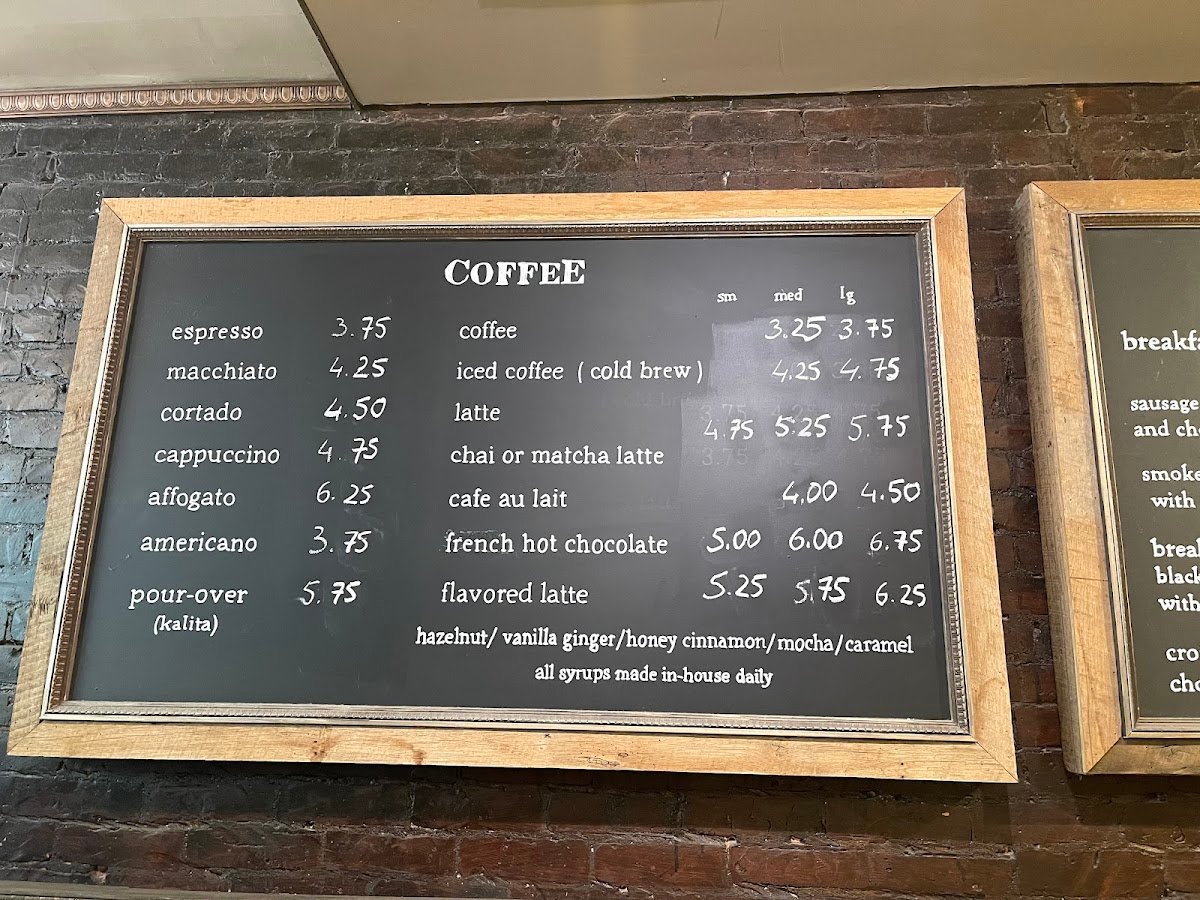 COFFEE
sm med lg
espresso 3.75
macchiato 4.25
cortado 4.50
cappuccino 4.75
affogato 6.25
americano 3.75
pour-over 5.75
(kalita)
coffee 3.25 3.75
iced coffee (cold brew) 4.25 4.75
latte
4.75 5.25 5.75
chai or matcha latte
cafe au lait 4.00 4.50
french hot chocolate 5.00 6.00 6.75
flavored latte 5.25 5.75 6.25
hazelnut/ vanilla ginger/honey cinnamon/mocha/caramel
all syrups made in-house daily
sausage
and
with
with